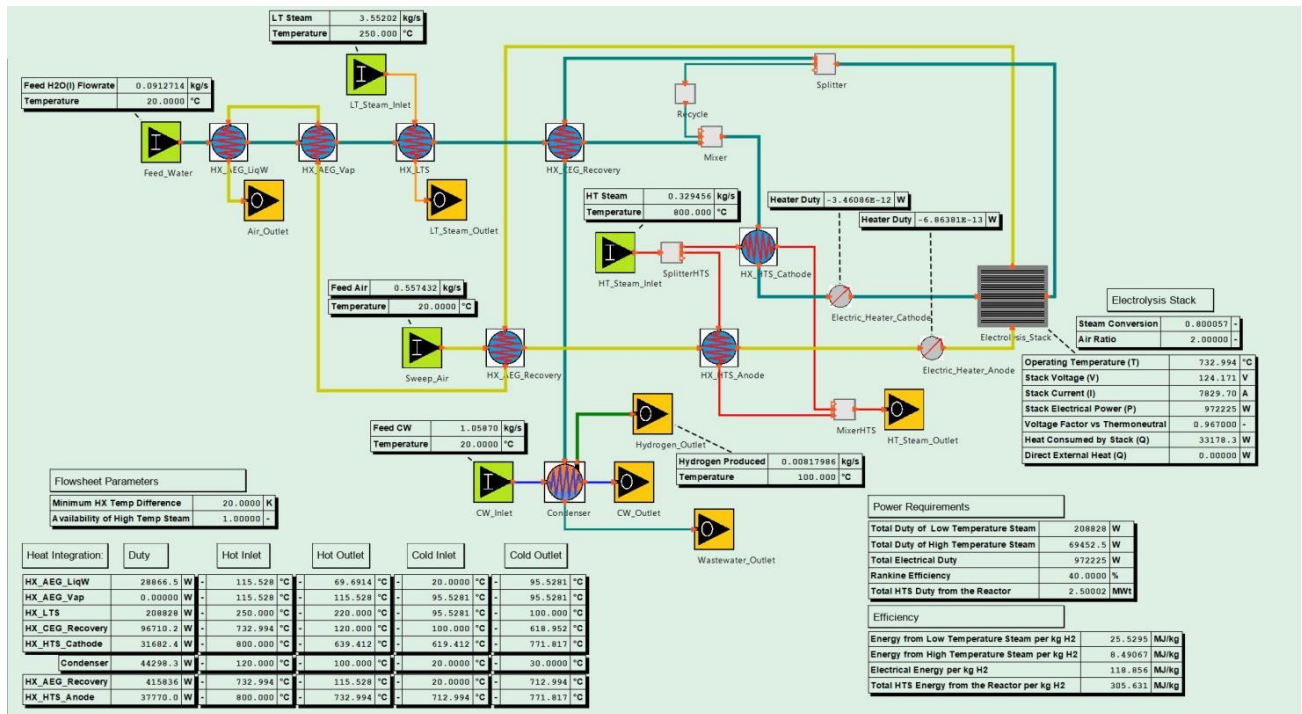 LT Steam 3.55202 kg/s
Temperature 250.000 °C
Feed H2O(l) Flowrate 0.0912714 kg/s
Temperature 20.0000 °C
LT_Steam_Inlet
Splitter
Recycle
Mixer
Feed_Water
HX_AEG_LiqW
HX_AEG_Vap
HX_LTS
HX_CEG_Recovery
Air_Outlet
LT_Steam_Outlet
HT Steam 0.329456 kg/s
Temperature 800.000 °C
Heater Duty -3.46086E-12 W
Heater Duty -6.86381E-13 W
HT_Steam_Inlet
SplitterHTS
HX_HTS_Cathode
Electric_Heater_Cathode
Electrolysis_Stack
Feed Air 0.557432 kg/s
Temperature 20.0000 °C
Sweep_Air
HX_AEG_Recovery
HX_HTS_Anode
Electric_Heater_Anode
Electrolysis Stack
Steam Conversion 0.800057 -
Air Ratio 2.00000 -
Operating Temperature (T) 732.994 °C
Stack Voltage (V) 124.171 V
Stack Current (I) 7829.70 A
Stack Electrical Power (P) 972225 W
Voltage Factor vs Thermoneutral 0.967000 -
Heat Consumed by Stack (Q) 33178.3 W
Direct External Heat (Q) 0.00000 W
MixerHTS
HT_Steam_Outlet
Feed CW 1.05870 kg/s
Temperature 20.0000 °C
Hydrogen_Outlet
Hydrogen Produced 0.00817986 kg/s
Temperature 100.000 °C
CW_Inlet
Condenser
CW_Outlet
Wastewater_Outlet
Flowsheet Parameters
Minimum HX Temp Difference 20.0000 K
Availability of High Temp Steam 1.00000 -
Heat Integration: Duty Hot Inlet Hot Outlet Cold Inlet Cold Outlet
HX_AEG_LiqW 28866.5 W - 115.528 °C - 69.6914 °C - 20.0000 °C - 95.5281 °C
HX_AEG_Vap 0.00000 W - 115.528 °C - 115.528 °C - 95.5281 °C - 95.5281 °C
HX_LTS 208828 W - 250.000 °C - 220.000 °C - 95.5281 °C - 100.000 °C
HX_CEG_Recovery 96710.2 W - 732.994 °C - 120.000 °C - 100.000 °C - 618.952 °C
HX_HTS_Cathode 31682.4 W - 800.000 °C - 639.412 °C - 619.412 °C - 771.817 °C
Condenser 44298.3 W - 120.000 °C - 100.000 °C - 20.0000 °C - 30.0000 °C
HX_AEG_Recovery 415836 W - 732.994 °C - 115.528 °C - 20.0000 °C - 712.994 °C
HX_HTS_Anode 37770.0 W - 800.000 °C - 732.994 °C - 712.994 °C - 771.817 °C
Power Requirements
Total Duty of Low Temperature Steam 208828 W
Total Duty of High Temperature Steam 69452.5 W
Total Electrical Duty 972225 W
Rankine Efficiency 40.0000 %
Total HTS Duty from the Reactor 2.50002 MWt
Efficiency
Energy from Low Temperature Steam per kg H2 25.5295 MJ/kg
Energy from High Temperature Steam per kg H2 8.49067 MJ/kg
Electrical Energy per kg H2 118.856 MJ/kg
Total HTS Energy from the Reactor per kg H2 305.631 MJ/kg